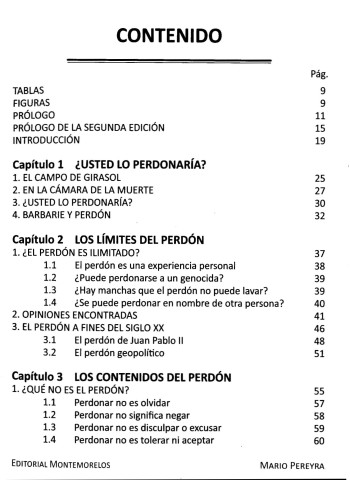 CONTENIDO
Pág.
TABLAS 9
FIGURAS 9
PRÓLOGO 11
PRÓLOGO DE LA SEGUNDA EDICIÓN 15
INTRODUCCIÓN 19
Capítulo 1 ¿USTED LO PERDONARÍA?
1. EL CAMPO DE GIRASOL 25
2. EN LA CÁMARA DE LA MUERTE 27
3. ¿USTED LO PERDONARÍA? 30
4. BARBARIE Y PERDÓN 32
Capítulo 2 LOS LÍMITES DEL PERDÓN
1. ¿EL PERDÓN ES ILIMITADO? 37
1.1 El perdón es una experiencia personal 38
1.2 ¿Puede perdonarse a un genocida? 39
1.3 ¿Hay manchas que el perdón no puede lavar? 39
1.4 ¿Se puede perdonar en nombre de otra persona? 40
2. OPINIONES ENCONTRADAS 41
3. EL PERDÓN A FINES DEL SIGLO XX 46
3.1 El perdón de Juan Pablo II 48
3.2 El perdón geopolítico 51
Capítulo 3 LOS CONTENIDOS DEL PERDÓN
1. ¿QUÉ NO ES EL PERDÓN? 55
1.1 Perdonar no es olvidar 57
1.2 Perdonar no significa negar 58
1.3 Perdonar no es disculpar o excusar 59
1.4 Perdonar no es tolerar ni aceptar 60
EDITORIAL MONTEMORELOS MARIO PEREYRA